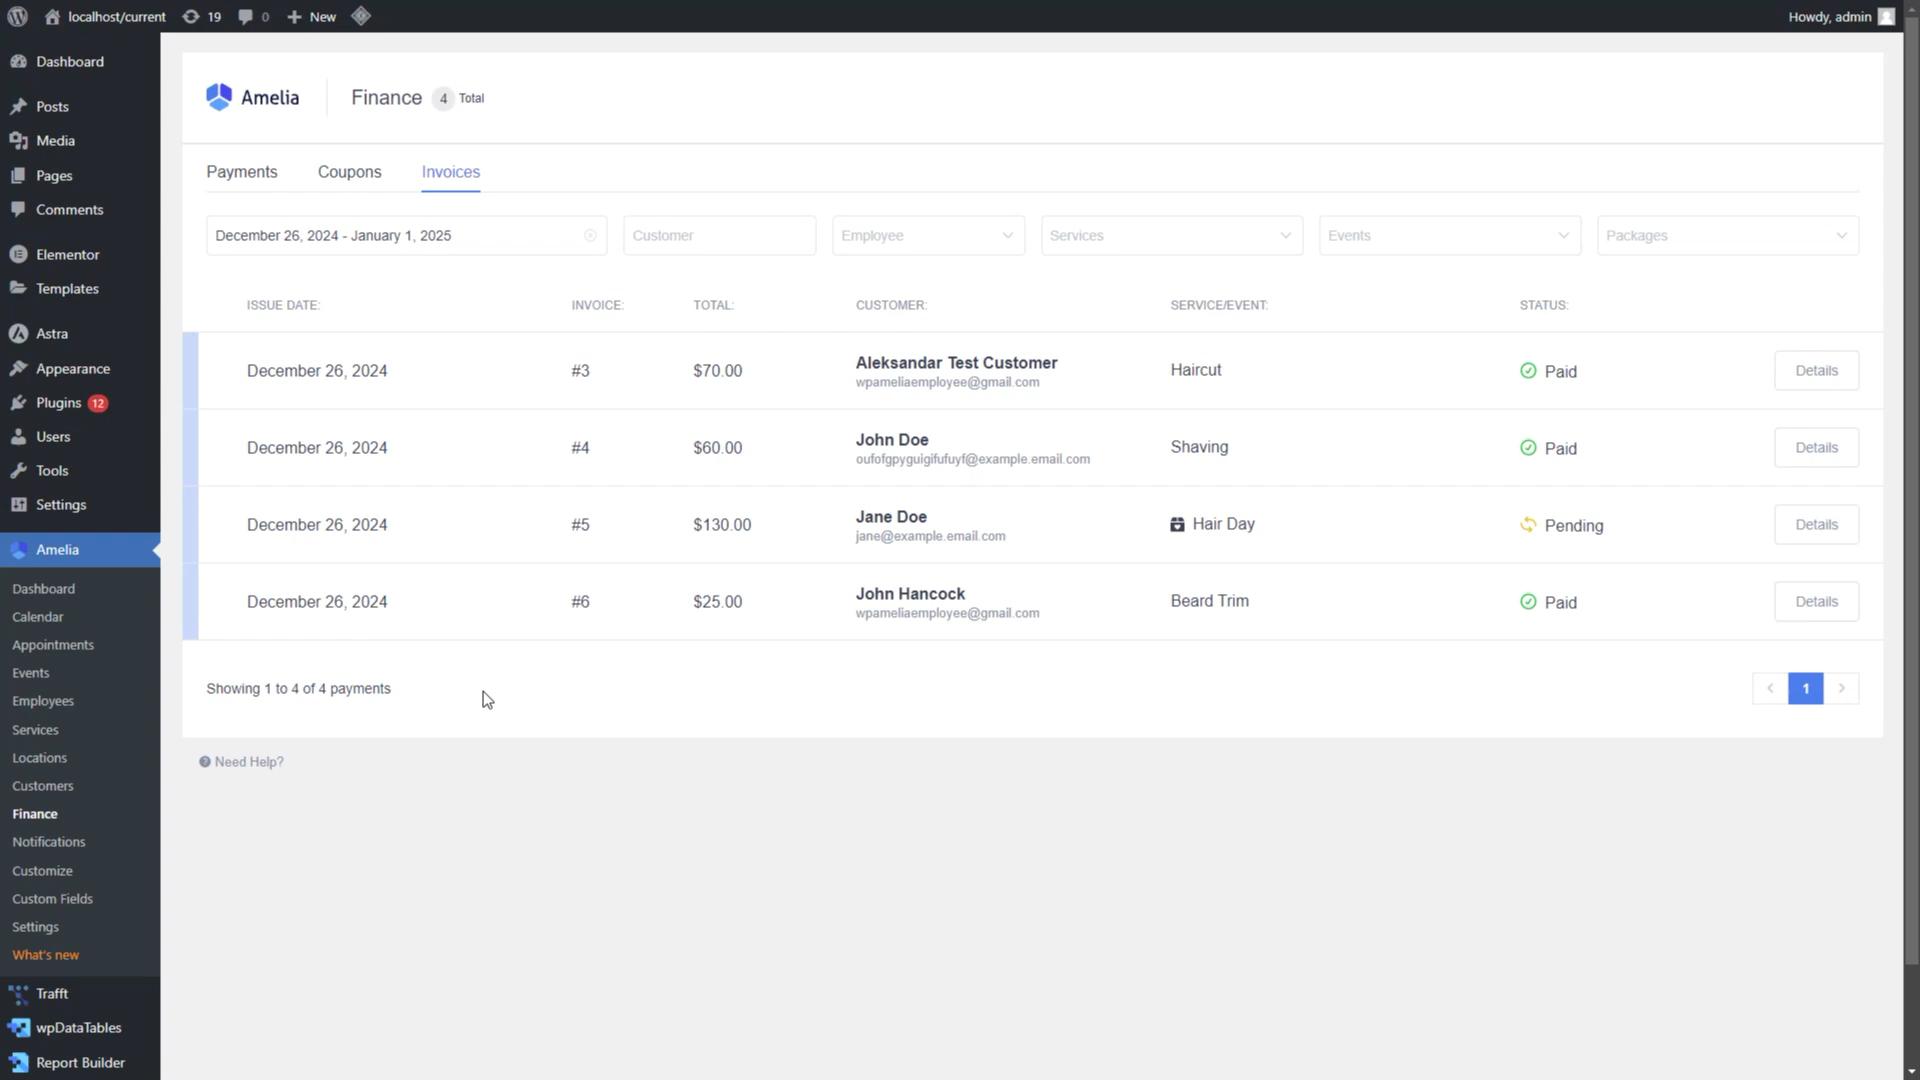 localhost/current 19 0 New Howdy, admin
Dashboard
Posts
Media
Pages
Comments
Elementor
Templates
Astra
Appearance
Plugins 12
Users
Tools
Settings
Amelia
Dashboard
Calendar
Appointments
Events
Employees
Services
Locations
Customers
Finance
Notifications
Customize
Custom Fields
Settings
What's new
Trafft
wpDataTables
Report Builder
Amelia Finance 4 Total
Payments Coupons Invoices
December 26, 2024 - January 1, 2025 Customer Employee Services Events Packages
ISSUE DATE: INVOICE: TOTAL: CUSTOMER: SERVICE/EVENT: STATUS:
December 26, 2024 #3 $70.00 Aleksandar Test Customer Haircut Paid Details
wpameliaemployee@gmail.com
December 26, 2024 #4 $60.00 John Doe Shaving Paid Details
oufofgpyguigifufuyf@example.email.com
December 26, 2024 #5 $130.00 Jane Doe Hair Day Pending Details
jane@example.email.com
December 26, 2024 #6 $25.00 John Hancock Beard Trim Paid Details
wpameliaemployee@gmail.com
Showing 1 to 4 of 4 payments 1
Need Help?